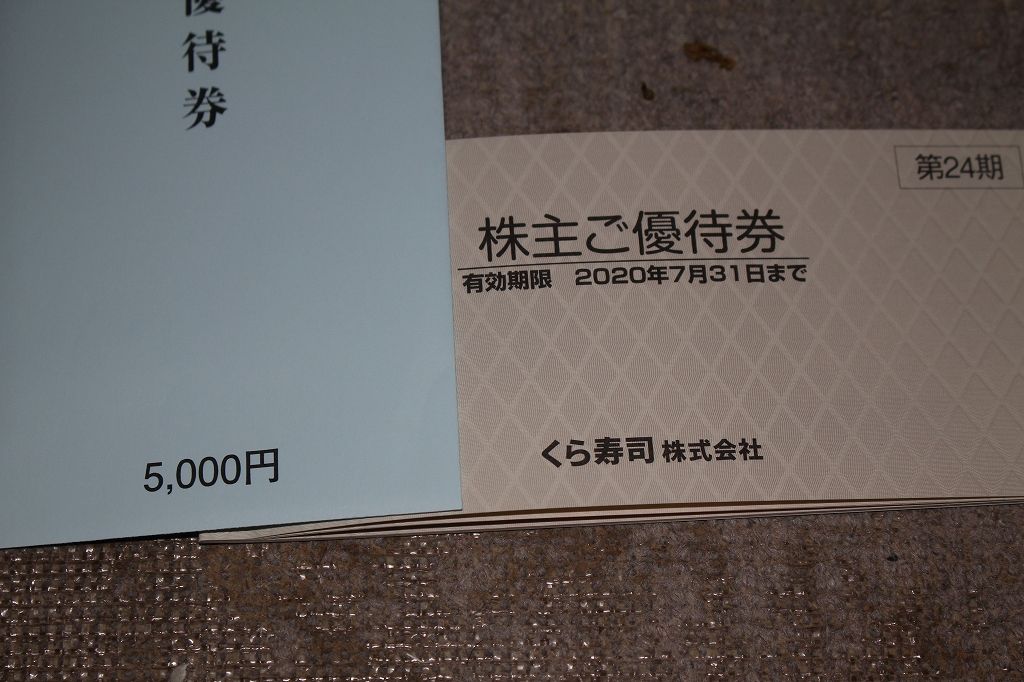 優待券
5,000円
第24期
株主ご優待券
有効期限 2020年7月31日まで
くら寿司 株式会社